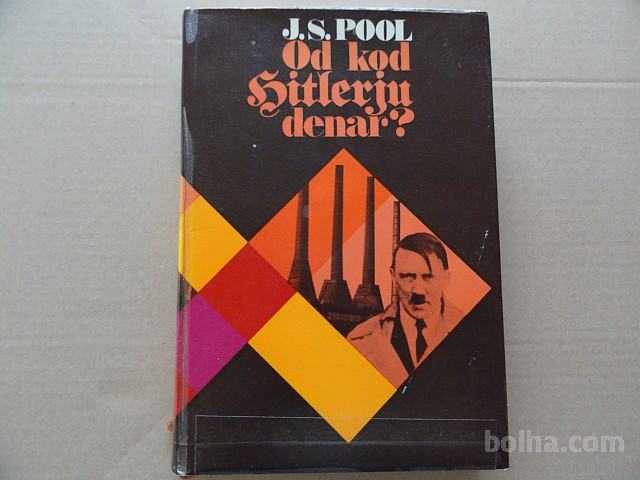 J.S. POOL
Od kod
Hitlerju
denar?
bolha.com